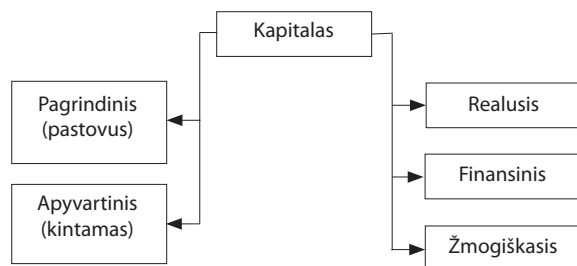 Kapitalas
Pagrindinis
(pastovus)
Apyvartinis
(kintamas)
Realusis
Finansinis
Žmogiškasis